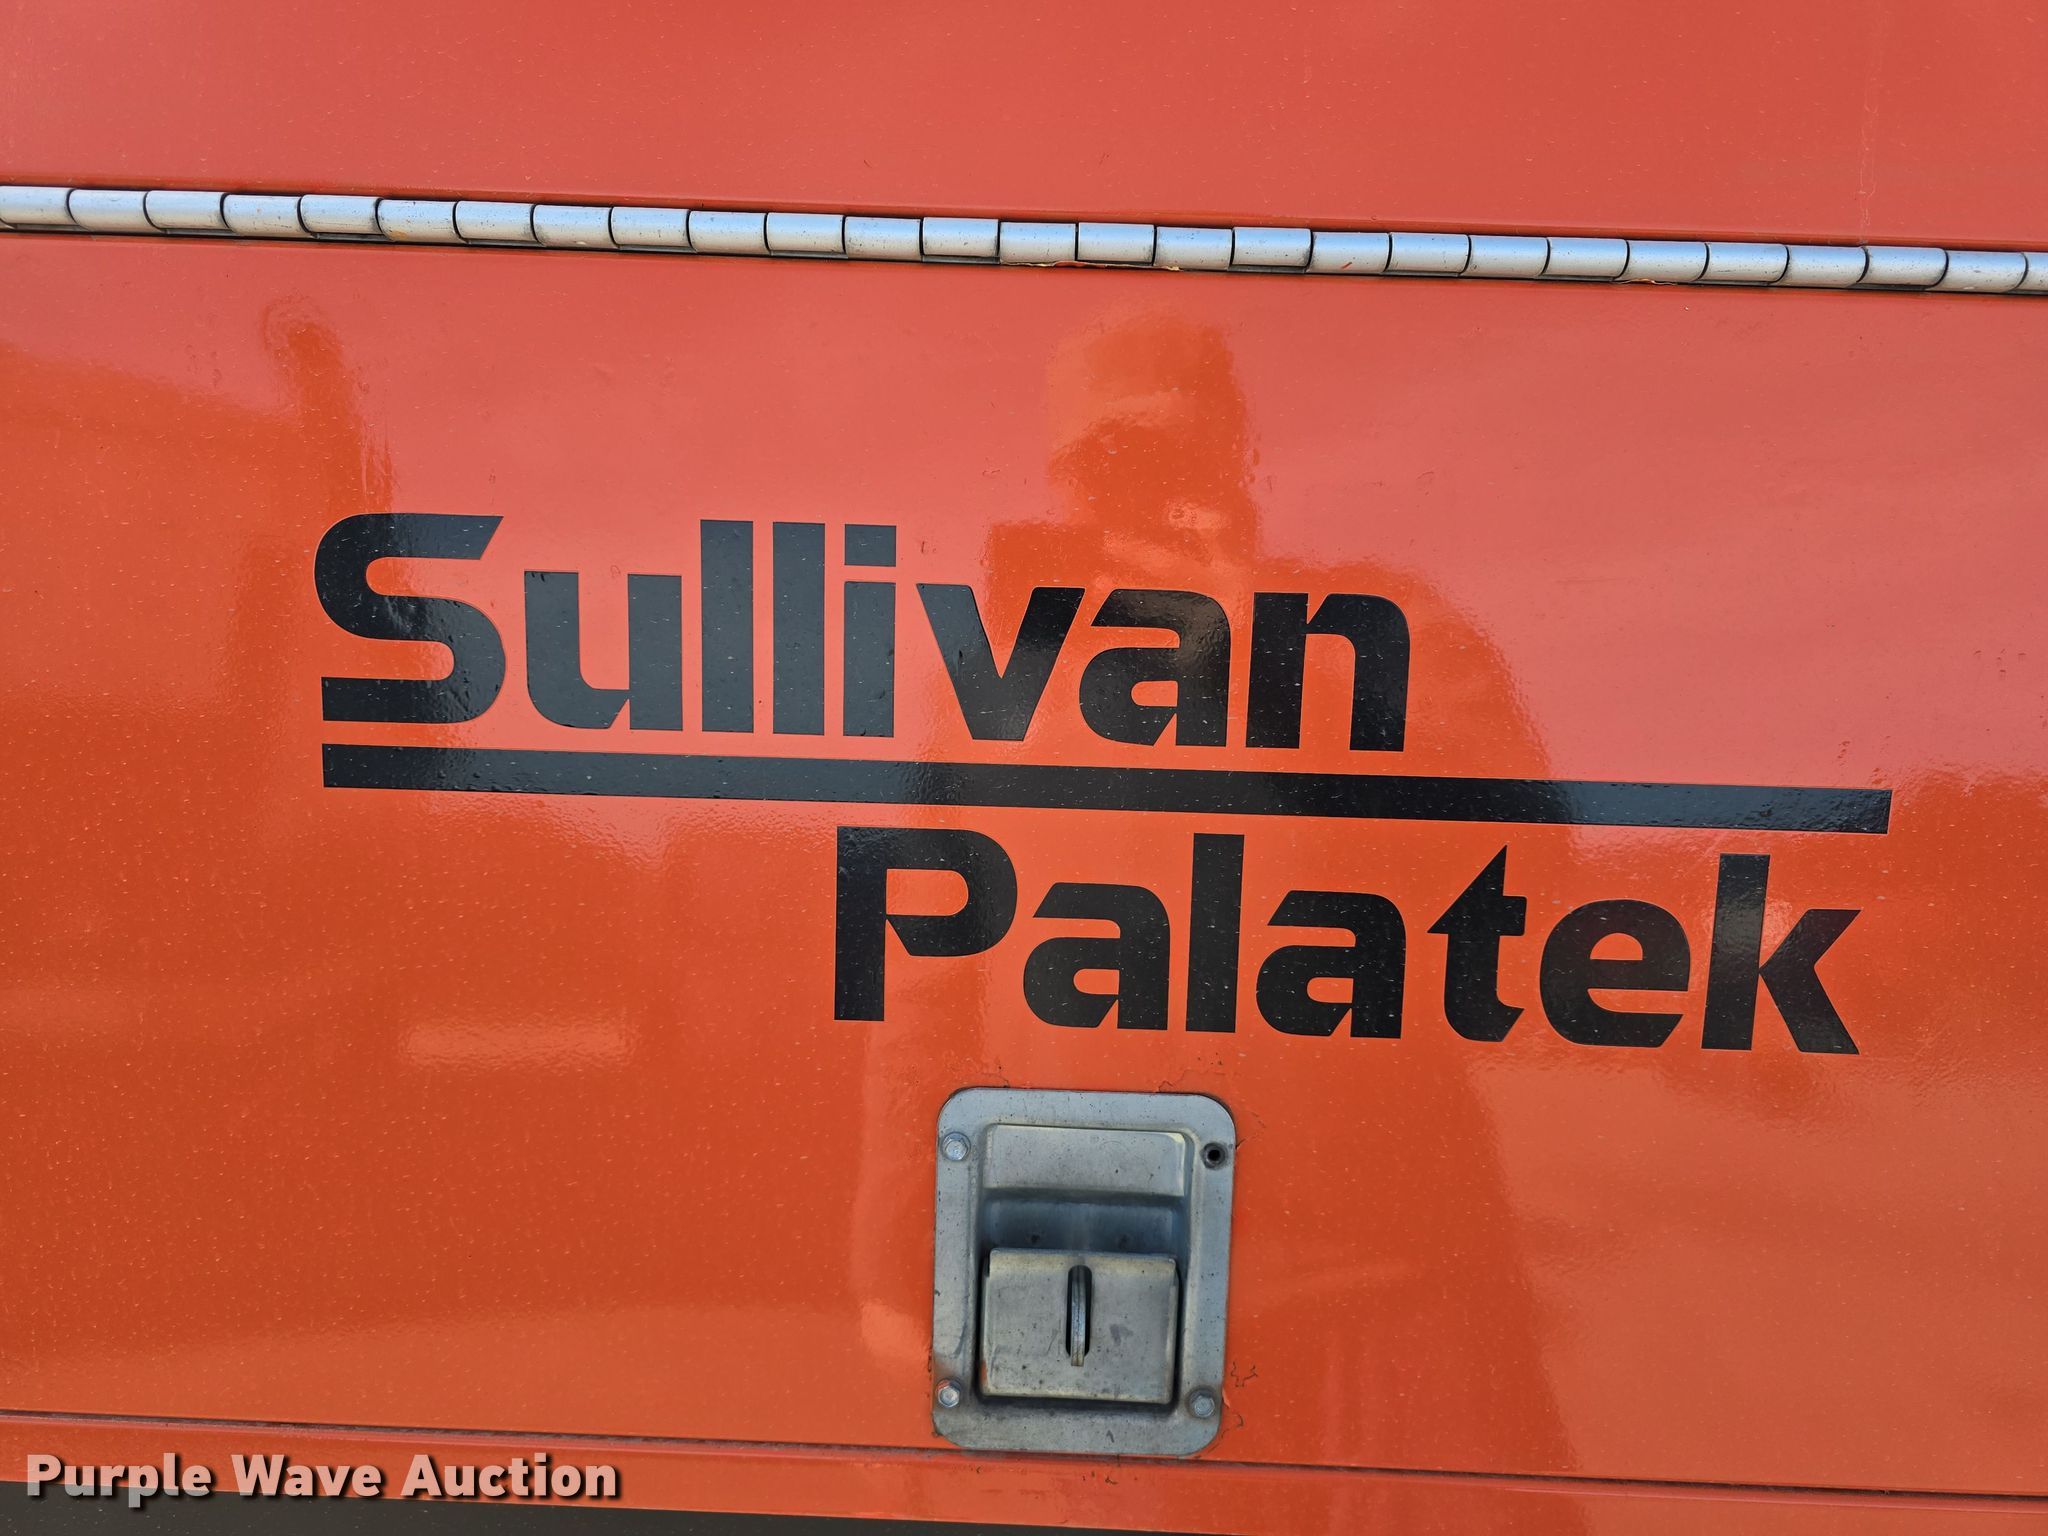 Sullivan
Palatek
Purple Wave Auction